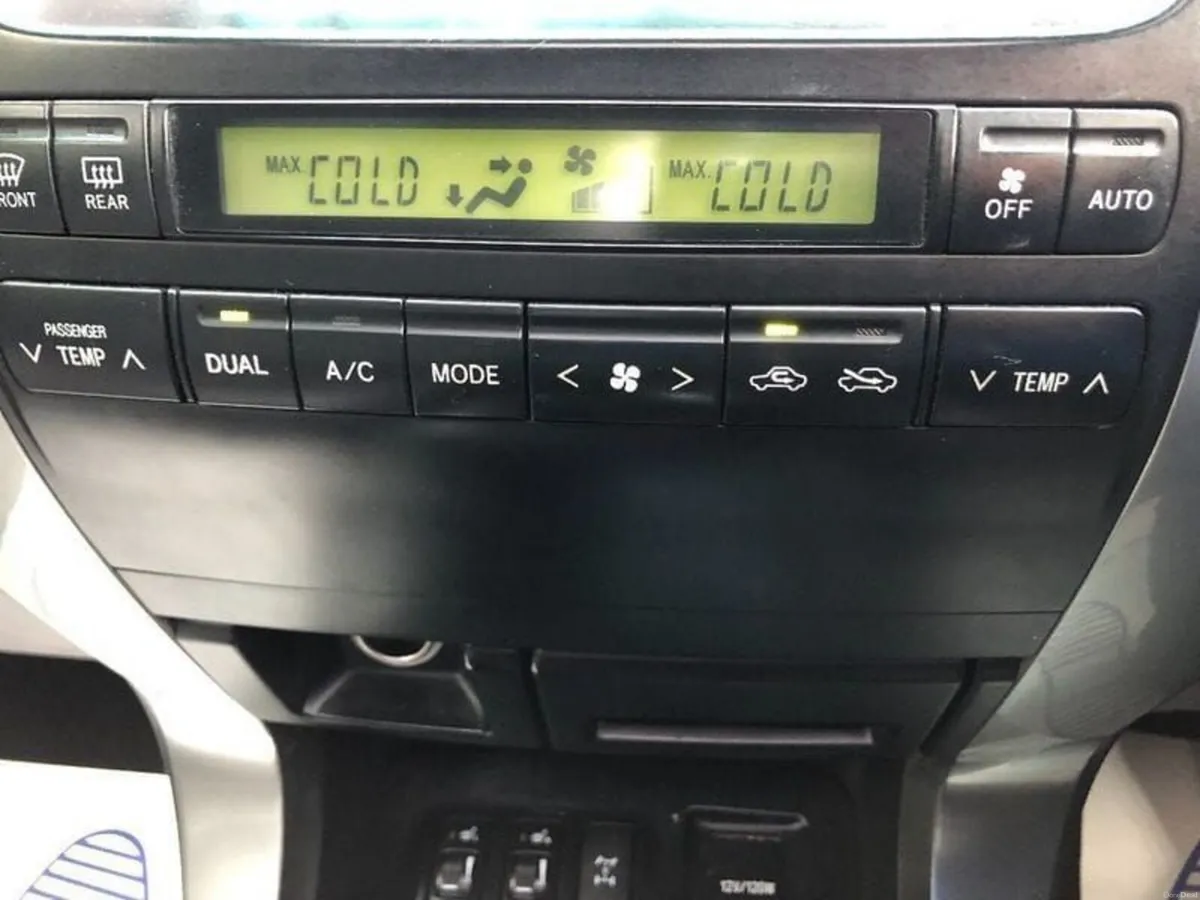 MAX. COLD MAX. COLD
RONT
REAR
OFF
AUTO
PASSENGER
TEMP
DUAL
A/C
MODE
TEMP
12V/120W